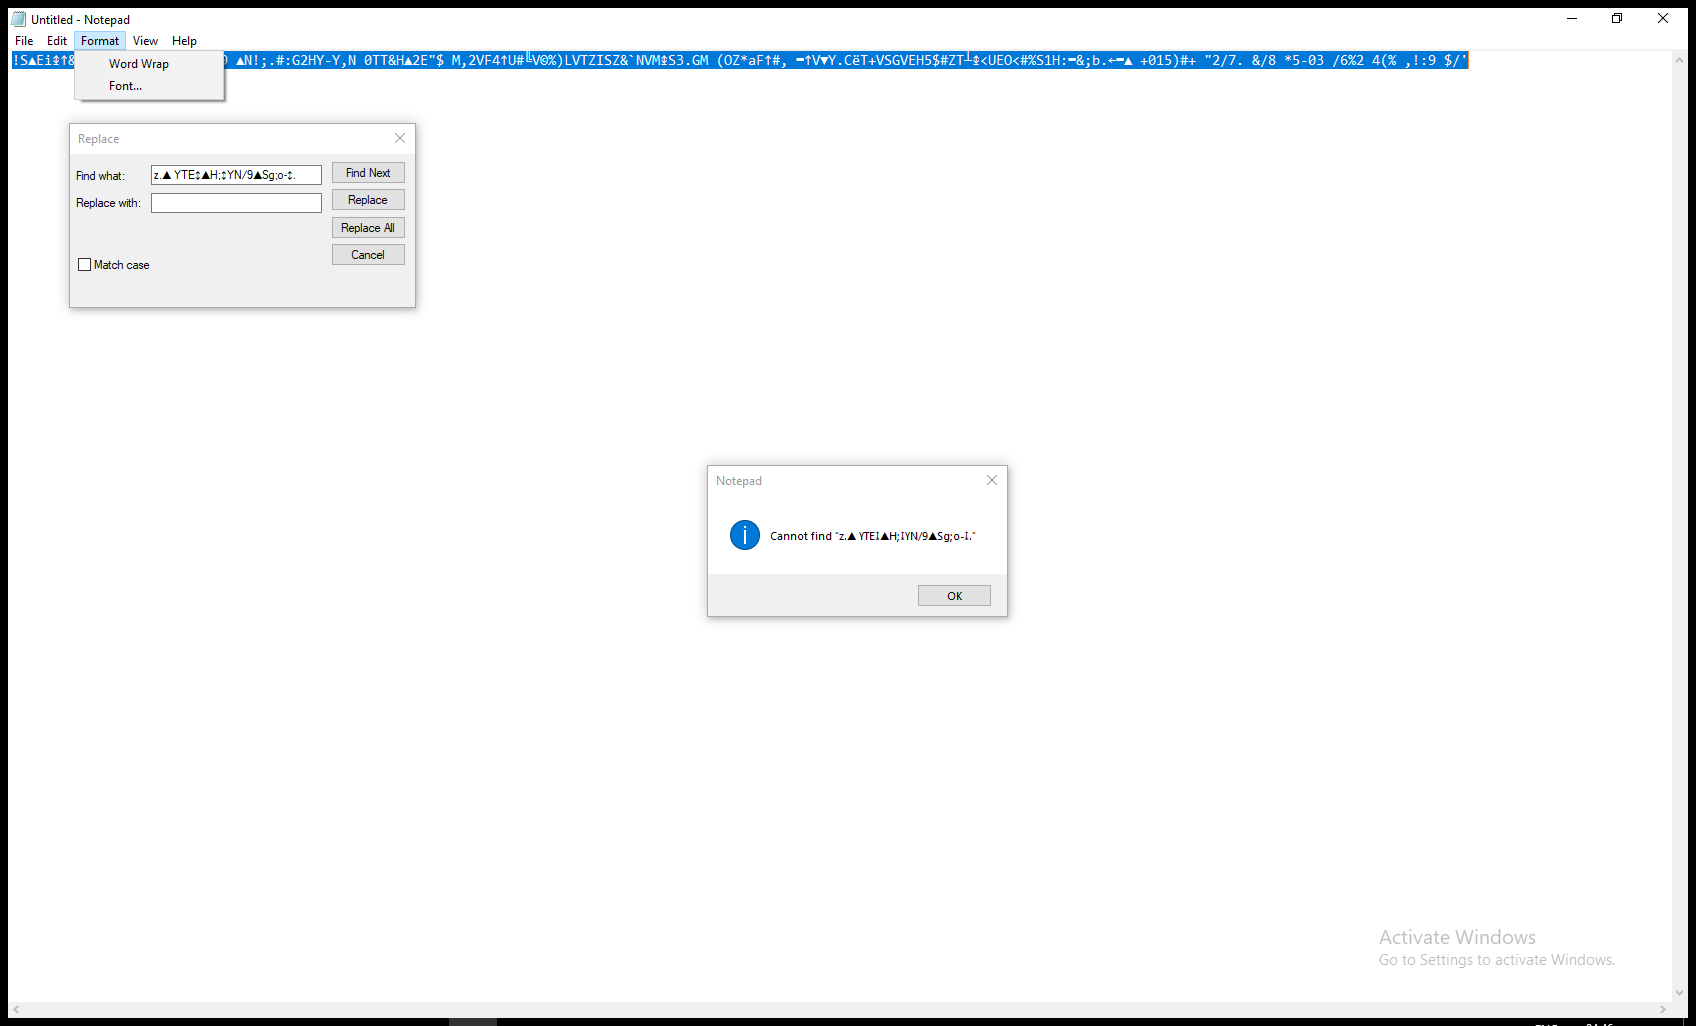 Untitled - Notepad
File Edit Format View Help
!S▲Ei‡↑& ▲N!;.#:G2HY-Y,N 0TT&H▲2E"$ M,2VF4↑U#╚V©%)LVTZISZ&`NVM‡S3.GM (OZ*aF↑#, ━↑V▼Y.CëT+VSGVEH5$#ZT┴‡<UEO<#%S1H:━&;b.←━▲ +015)#+ "2/7. &/8 *5-03 /6%2 4(% ,!:9 $/'
Word Wrap
Font...
Replace
Find what: z.▲ YTE‡▲H;‡YN/9▲Sg;o-‡. Find Next
Replace with: Replace
Replace All
Cancel
Match case
Notepad
Cannot find "z.▲ YTE‡▲H;‡YN/9▲Sg;o-‡."
OK
Activate Windows
Go to Settings to activate Windows.